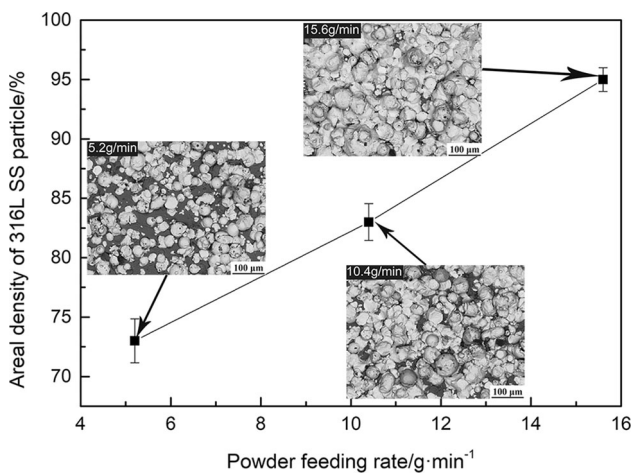 100
95
90
85
80
75
70
4
6
8
10
12
14
16
Areal density of 316L SS particle/%
Powder feeding rate/g·min⁻¹
15.6g/min
100 μm
5.2g/min
100 μm
10.4g/min
100 μm